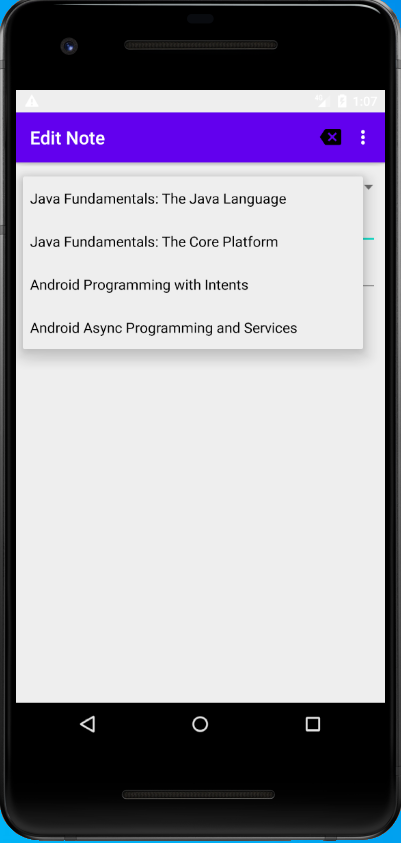 1:07
Edit Note
Java Fundamentals: The Java Language
Java Fundamentals: The Core Platform
Android Programming with Intents
Android Async Programming and Services